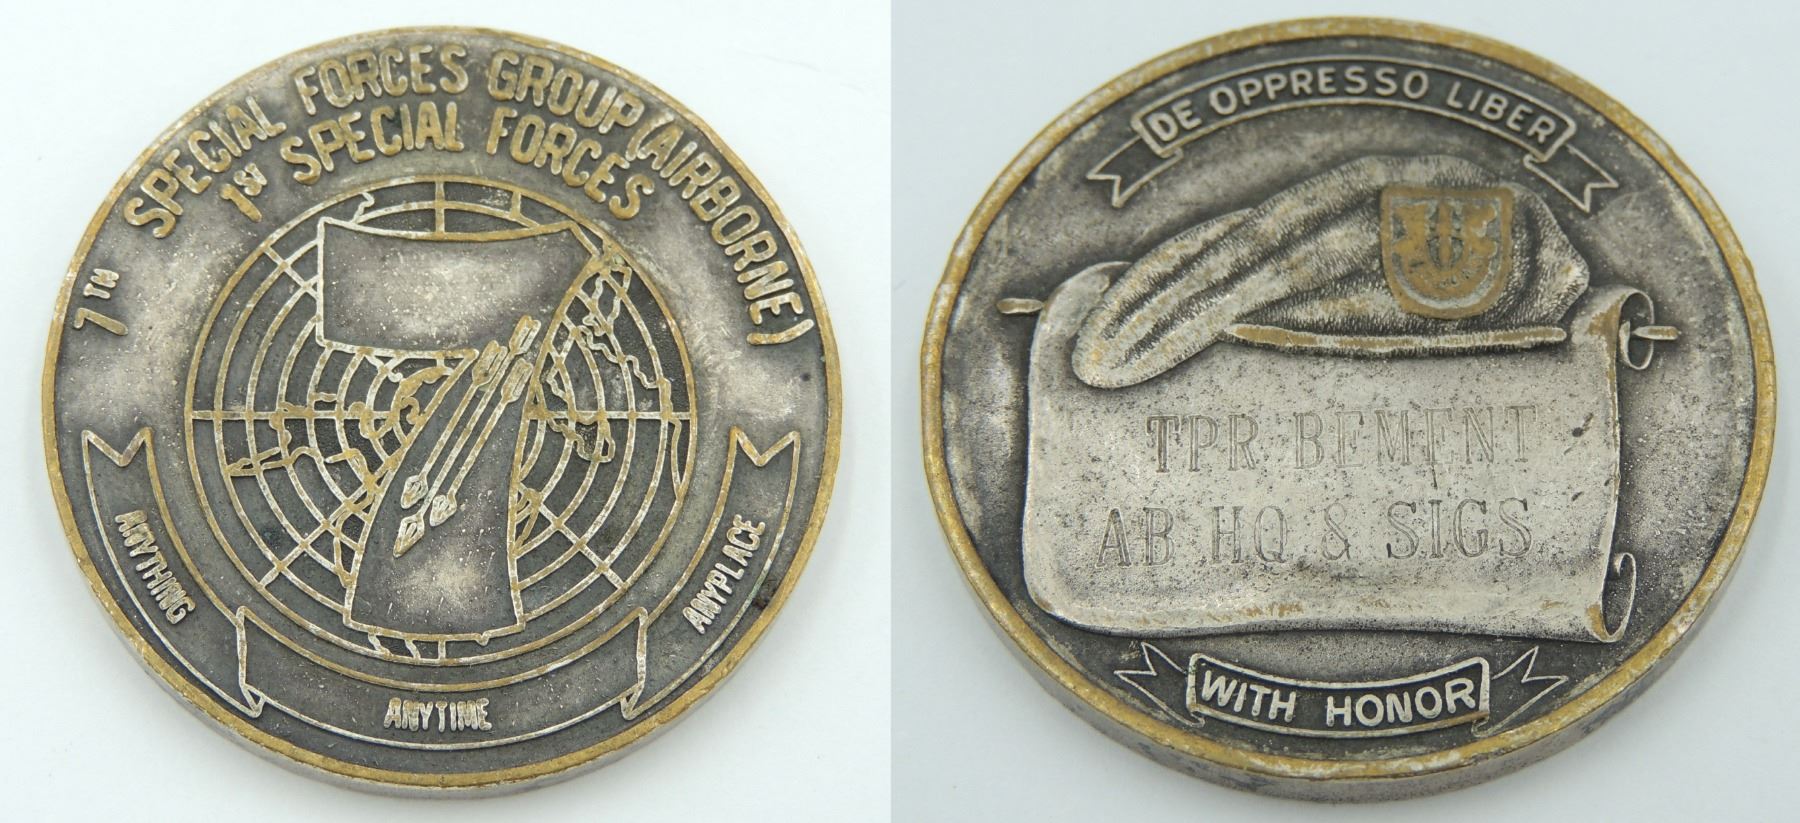 7TH SPECIAL FORCES GROUP (AIRBORNE)
1ST SPECIAL FORCES
7
ANYTHING
ANYTIME
ANYPLACE
DE OPPRESSO LIBER
TPR BEMENT
AB HQ & SIGS
WITH HONOR